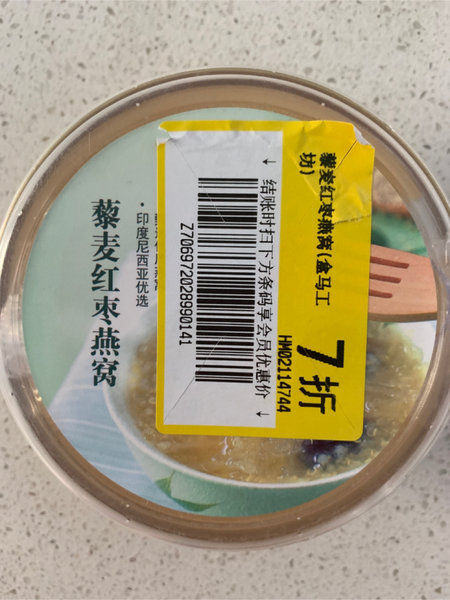 藜麦红枣燕窝
• 印度尼西亚优选
藜麦红枣燕窝(盒马工
坊)
7折
HM02114744
↓ 结账时扫下方条码享会员优惠价 ↓
Z706972028990141